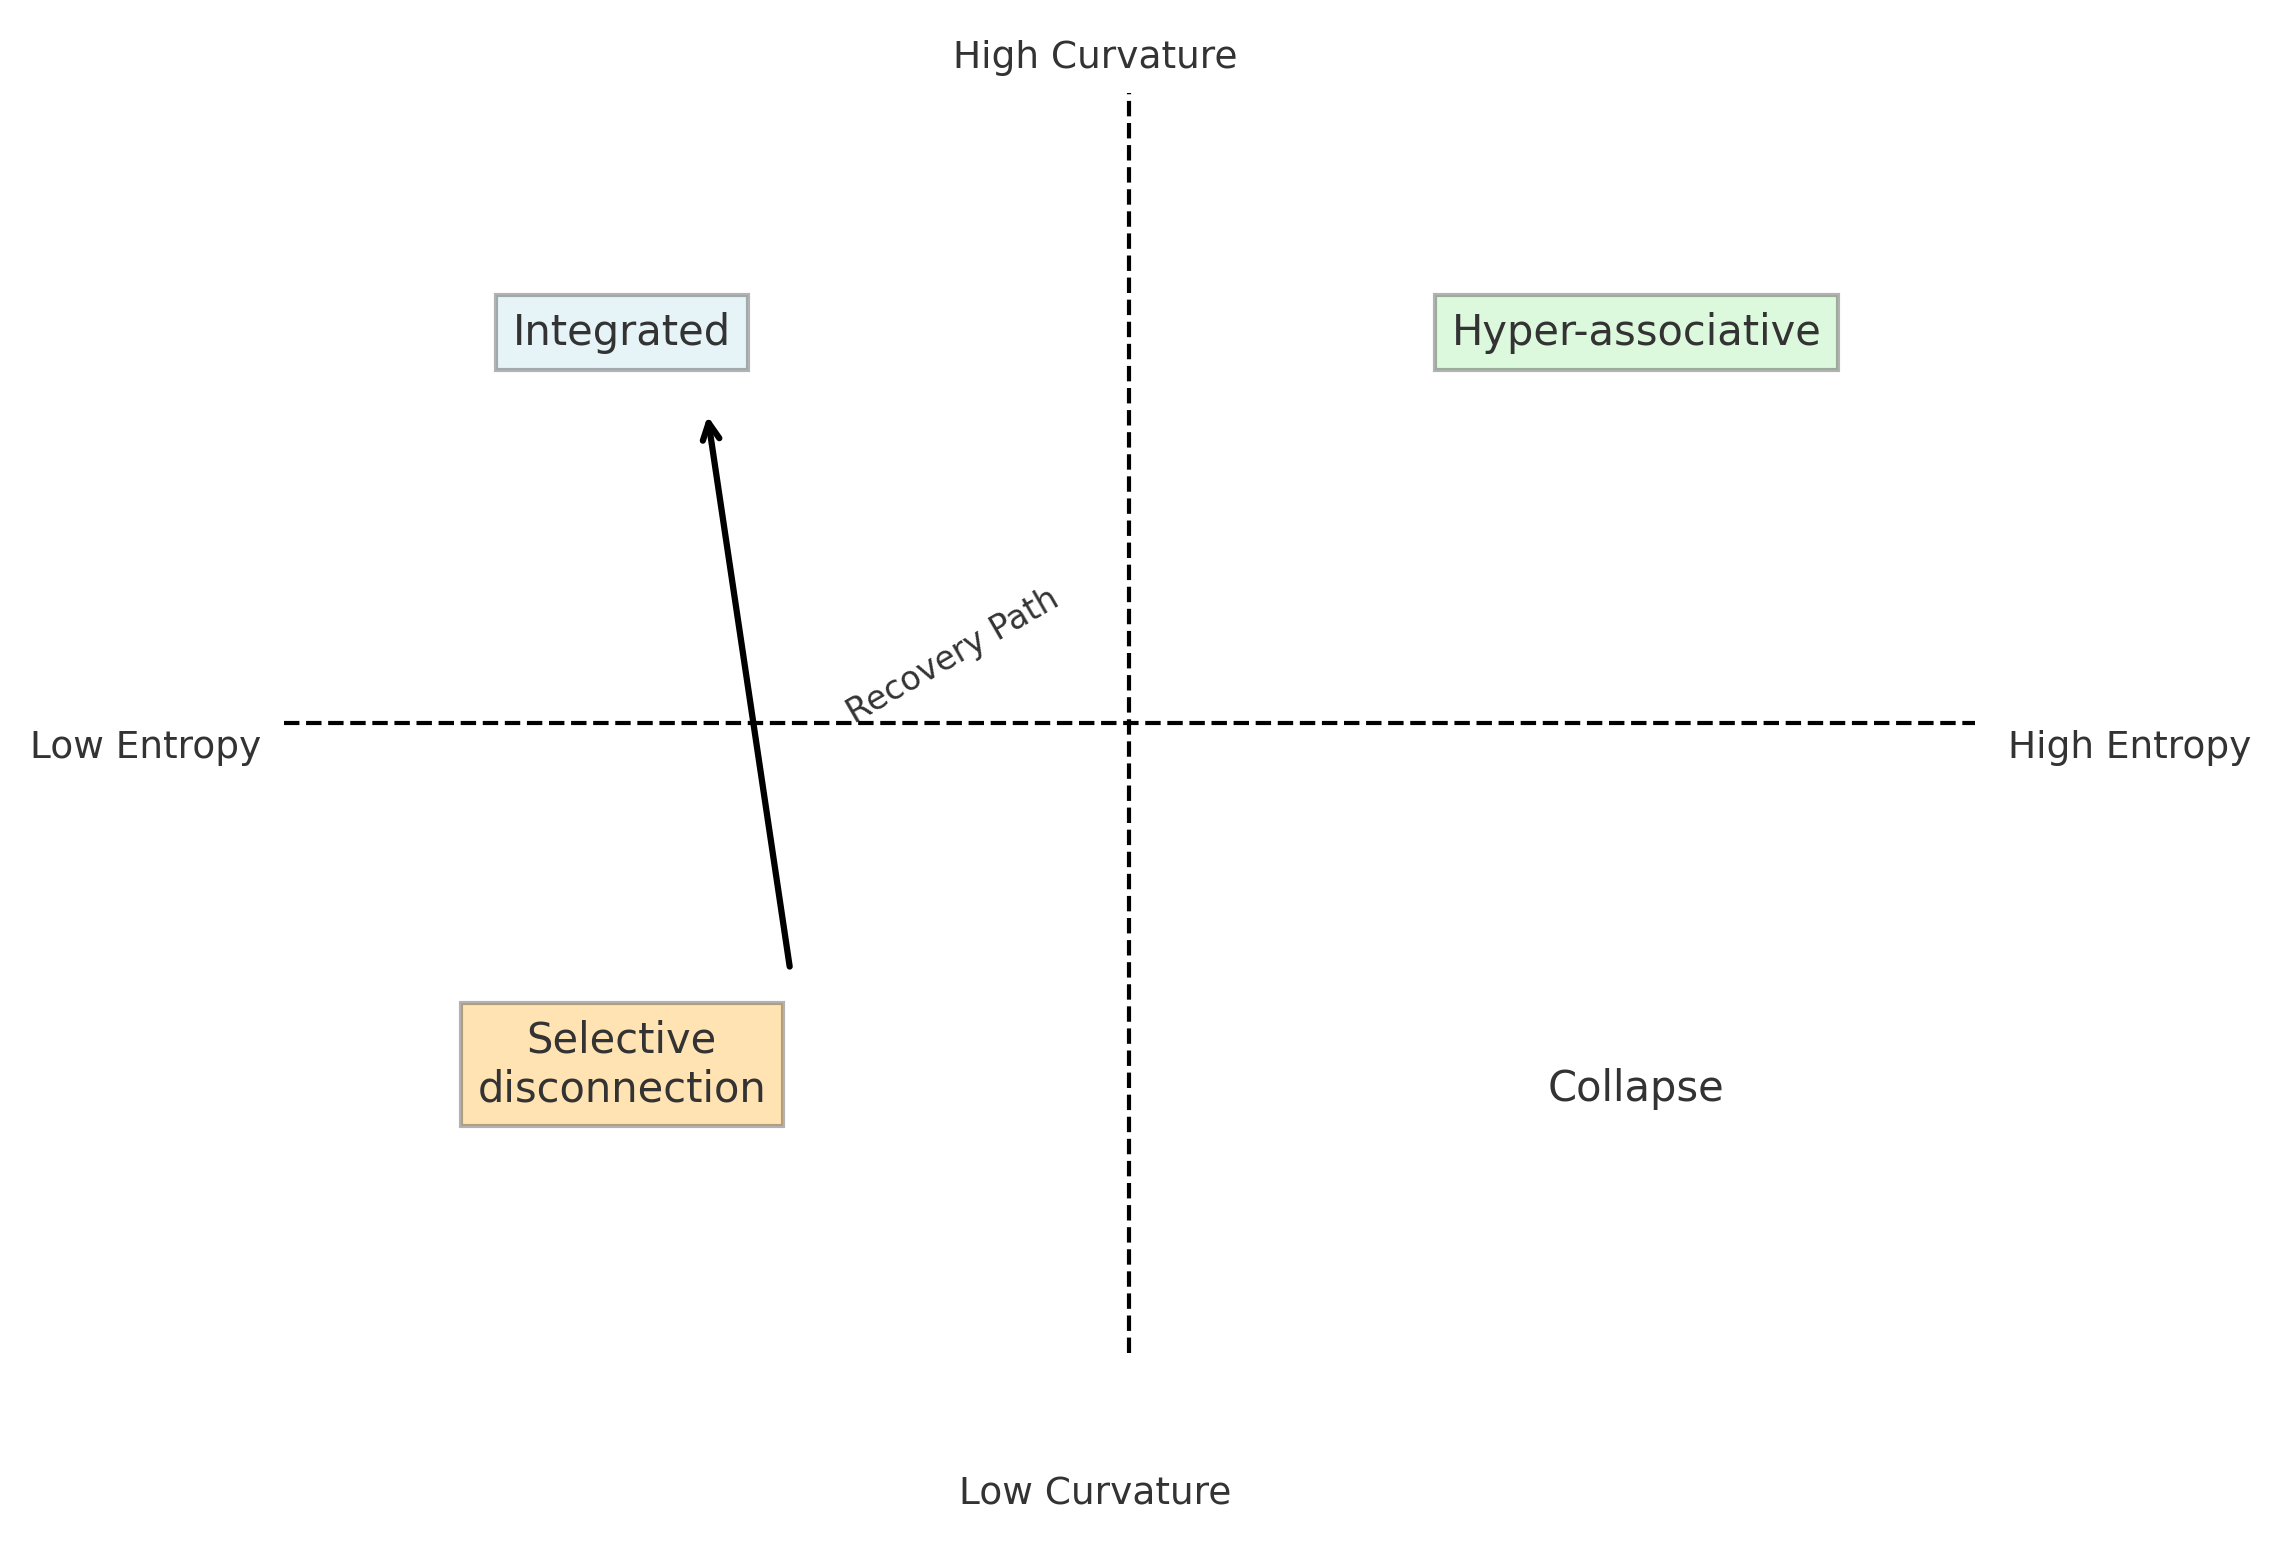 High Curvature
Integrated
Hyper-associative
Recovery Path
Low Entropy
High Entropy
Selective
disconnection
Collapse
Low Curvature